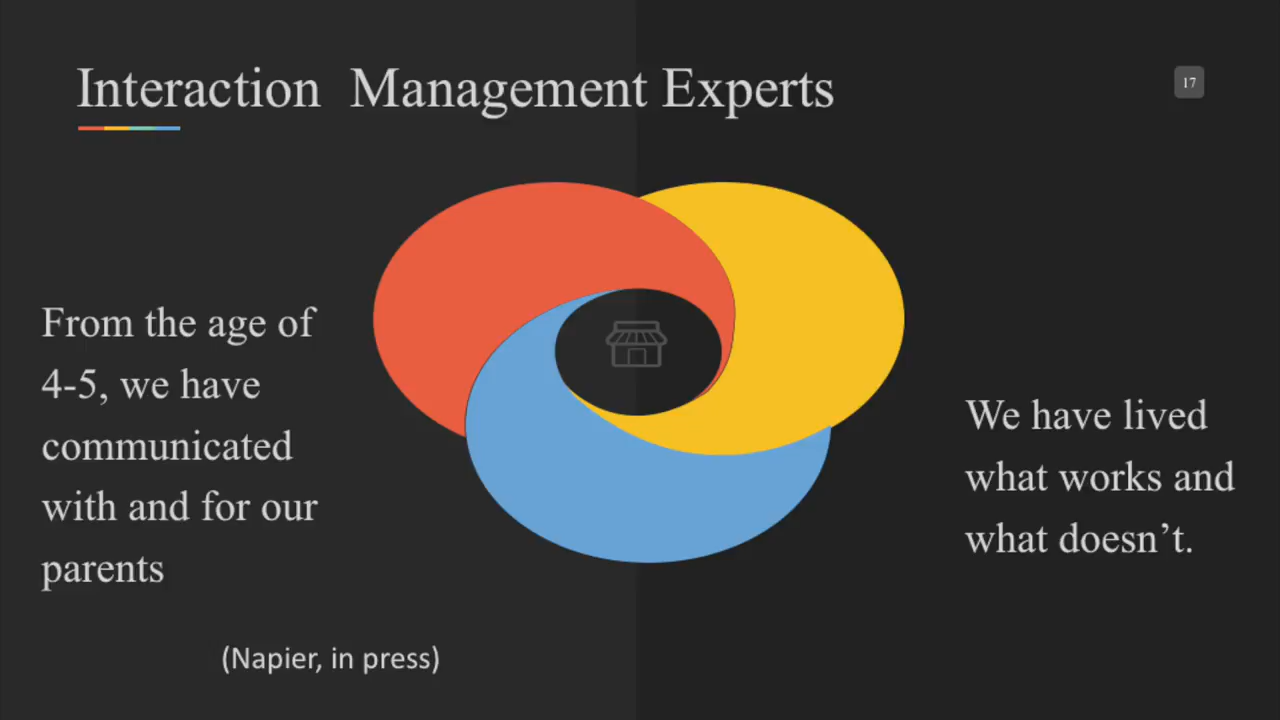 Interaction  Management Experts
17
From the age of
4-5, we have
communicated
with and for our
parents
We have lived
what works and
what doesn’t.
(Napier, in press)